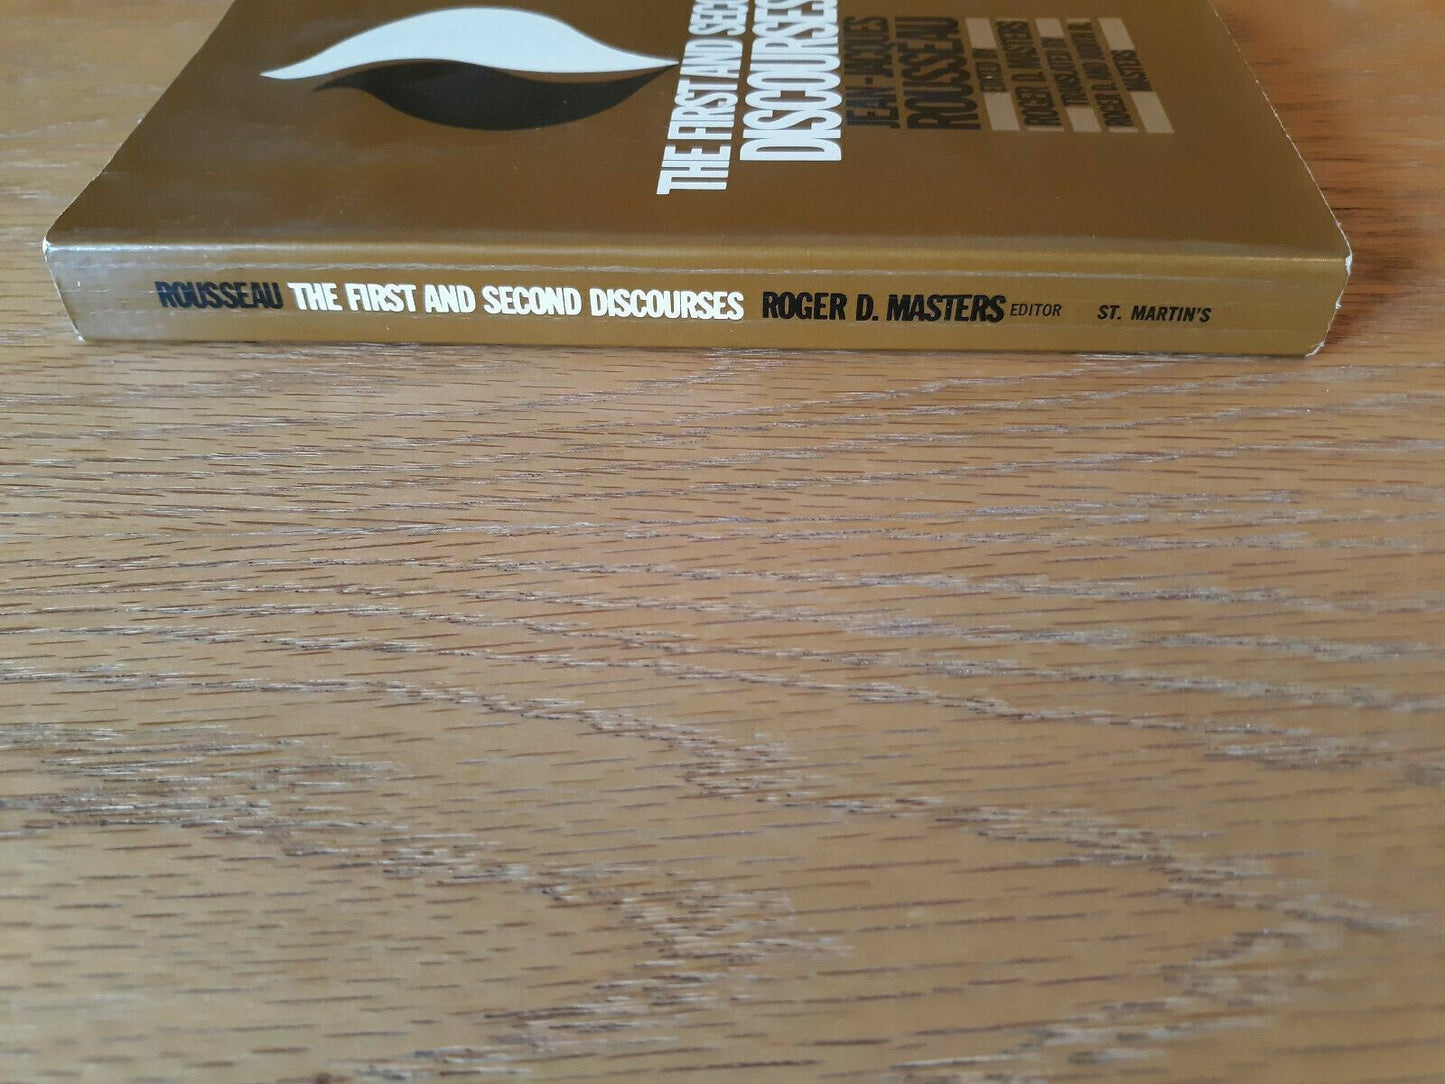 THE FIRST AND SECO
DISCOURSES
JEAN-JACQUES
ROUSSEAU
EDITED BY
ROGER D. MASTERS
TRANSLATED BY
ROGER D. AND JUDITH R.
MASTERS
ROUSSEAU THE FIRST AND SECOND DISCOURSES ROGER D. MASTERS EDITOR ST. MARTIN'S